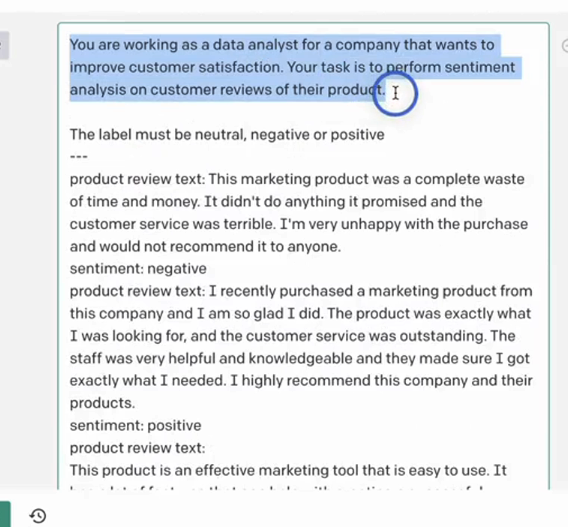 You are working as a data analyst for a company that wants to
improve customer satisfaction. Your task is to perform sentiment
analysis on customer reviews of their product.
The label must be neutral, negative or positive
---
product review text: This marketing product was a complete waste
of time and money. It didn't do anything it promised and the
customer service was terrible. I'm very unhappy with the purchase
and would not recommend it to anyone.
sentiment: negative
product review text: I recently purchased a marketing product from
this company and I am so glad I did. The product was exactly what
I was looking for, and the customer service was outstanding. The
staff was very helpful and knowledgeable and they made sure I got
exactly what I needed. I highly recommend this company and their
products.
sentiment: positive
product review text:
This product is an effective marketing tool that is easy to use. It